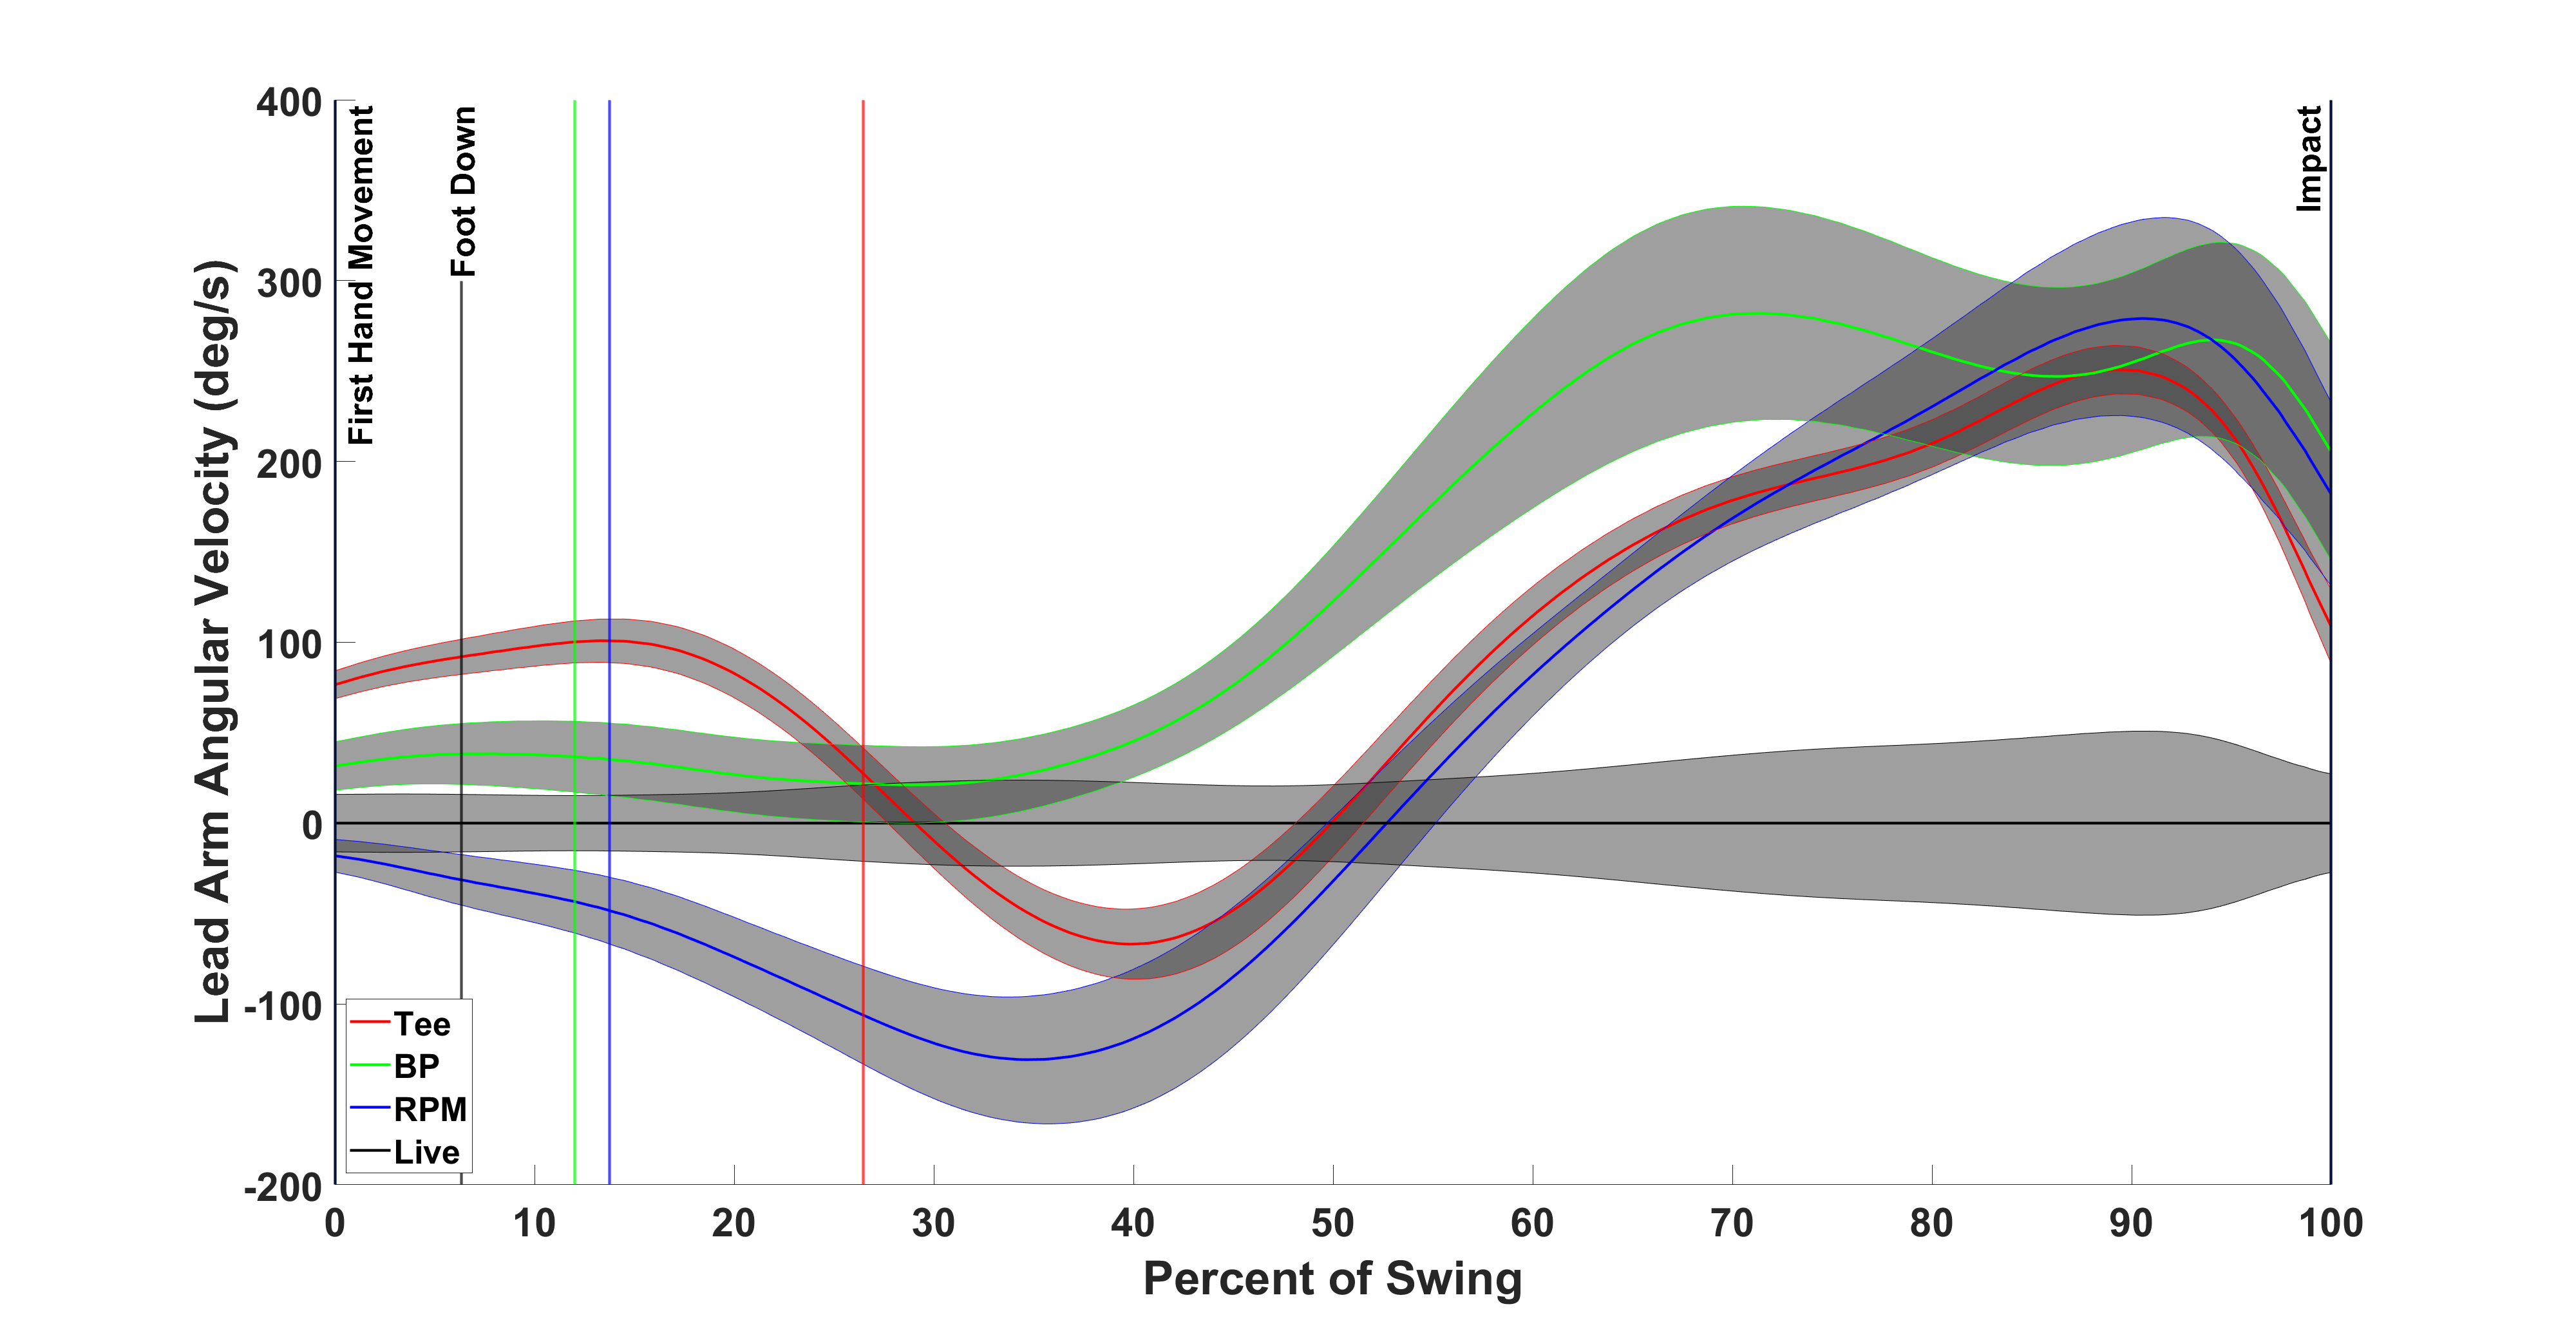 Lead Arm Angular Velocity (deg/s)
400
300
200
100
0
-100
-200
First Hand Movement
Foot Down
Impact
Tee
BP
RPM
Live
0 10 20 30 40 50 60 70 80 90 100
Percent of Swing